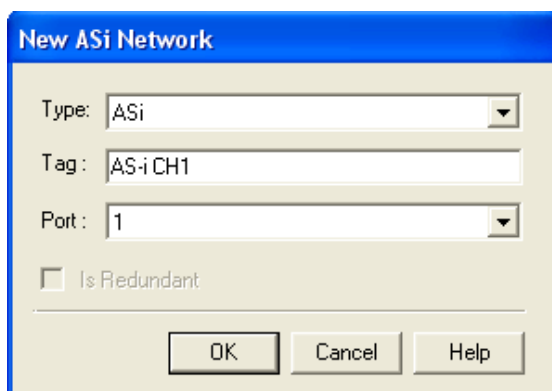 New ASi Network
Type: ASi
Tag : AS-i CH1
Port : 1
Is Redundant
OK Cancel Help